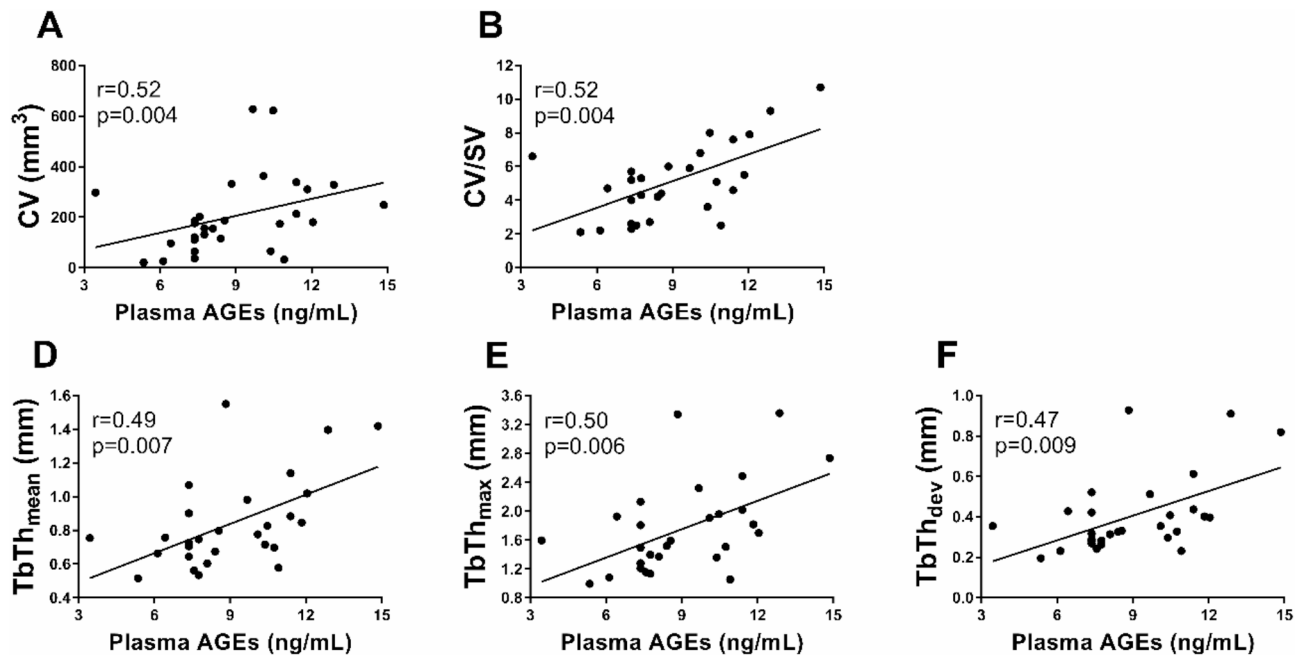 A
CV (mm³)
800
600
400
200
0
r=0.52
p=0.004
3 6 9 12 15
Plasma AGEs (ng/mL)
B
CV/SV
12
10
8
6
4
2
0
r=0.52
p=0.004
3 6 9 12 15
Plasma AGEs (ng/mL)
D
TbTh mean (mm)
1.6
1.4
1.2
1.0
0.8
0.6
0.4
r=0.49
p=0.007
3 6 9 12 15
Plasma AGEs (ng/mL)
E
TbTh max (mm)
3.6
3.2
2.8
2.4
2.0
1.6
1.2
0.8
r=0.50
p=0.006
3 6 9 12 15
Plasma AGEs (ng/mL)
F
TbTh dev (mm)
1.0
0.8
0.6
0.4
0.2
0.0
r=0.47
p=0.009
3 6 9 12 15
Plasma AGEs (ng/mL)